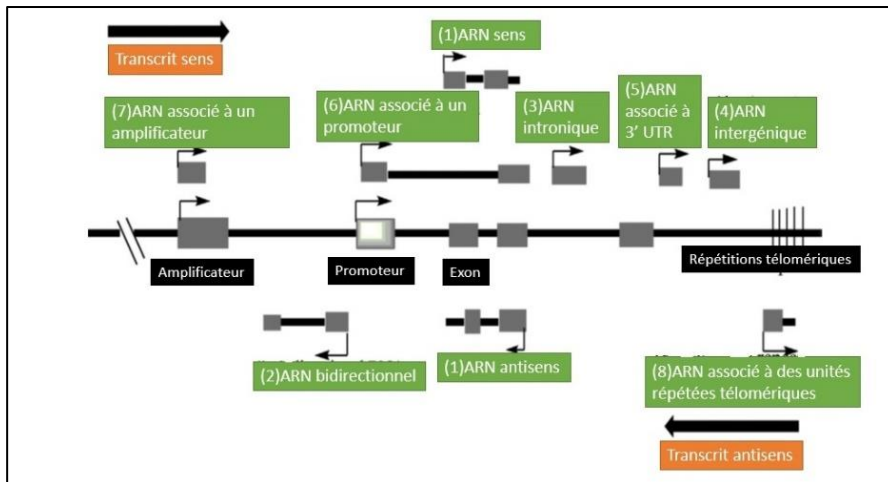 Transcrit sens
(1)ARN sens
(7)ARN associé à un
amplificateur
(6)ARN associé à un
promoteur
(3)ARN
intronique
(5)ARN
associé à
3' UTR
(4)ARN
intergénique
Amplificateur
Promoteur
Exon
Répétitions télomériques
(2)ARN bidirectionnel
(1)ARN antisens
(8)ARN associé à des unités
répétées télomériques
Transcrit antisens